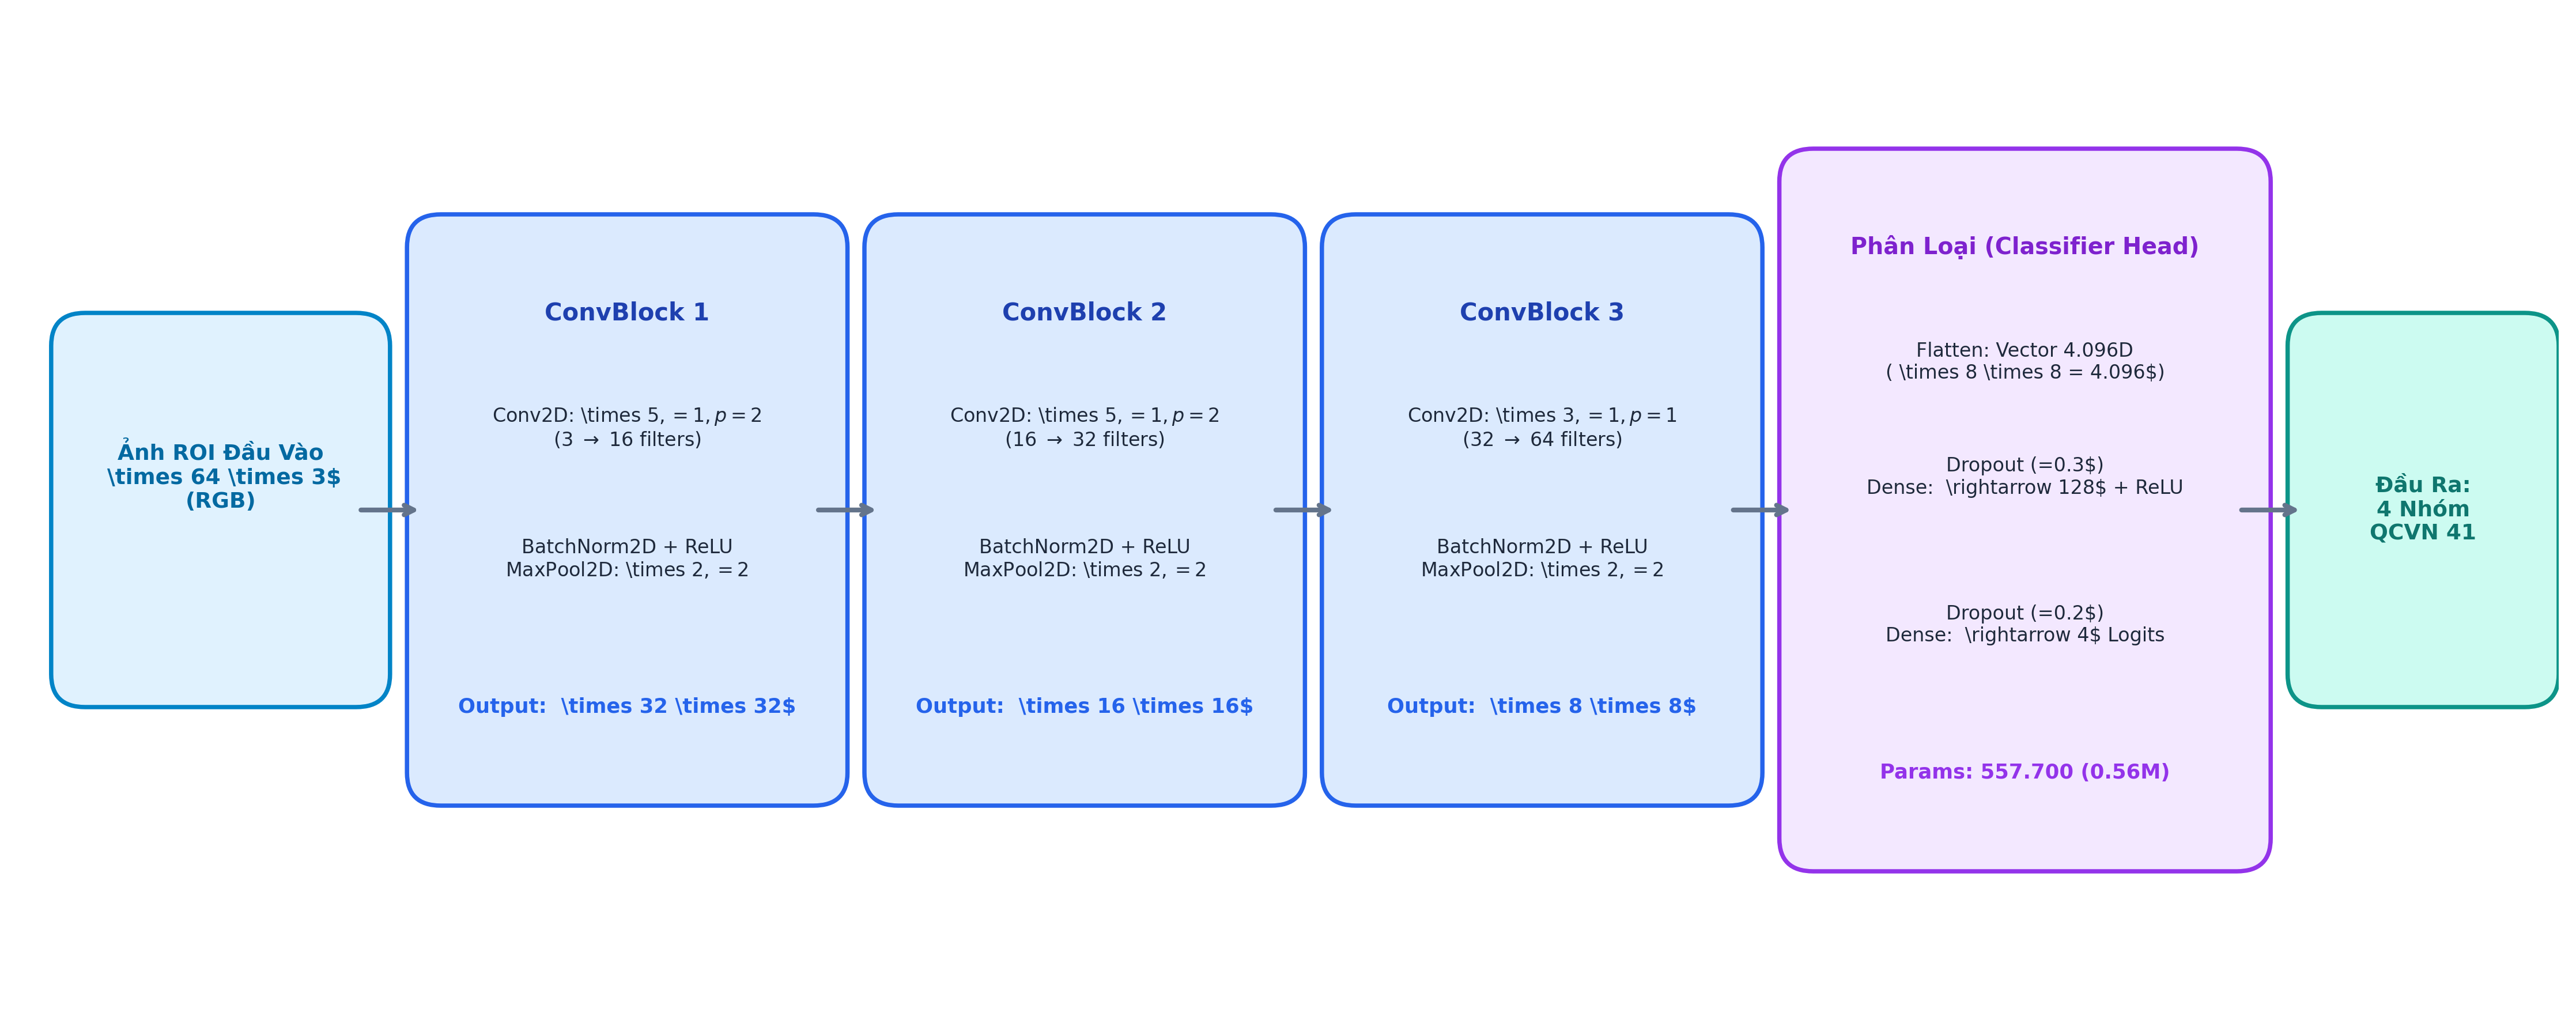 Ảnh ROI Đầu Vào
\times 64 \times 3$
(RGB)
ConvBlock 1
Conv2D: \times 5, = 1, p = 2
(3 → 16 filters)
BatchNorm2D + ReLU
MaxPool2D: \times 2, = 2
Output:  \times 32 \times 32$
ConvBlock 2
Conv2D: \times 5, = 1, p = 2
(16 → 32 filters)
BatchNorm2D + ReLU
MaxPool2D: \times 2, = 2
Output:  \times 16 \times 16$
ConvBlock 3
Conv2D: \times 3, = 1, p = 1
(32 → 64 filters)
BatchNorm2D + ReLU
MaxPool2D: \times 2, = 2
Output:  \times 8 \times 8$
Phân Loại (Classifier Head)
Flatten: Vector 4.096D
( \times 8 \times 8 = 4.096$)
Dropout (=0.3$)
Dense:  \rightarrow 128$ + ReLU
Dropout (=0.2$)
Dense:  \rightarrow 4$ Logits
Params: 557.700 (0.56M)
Đầu Ra:
4 Nhóm
QCVN 41